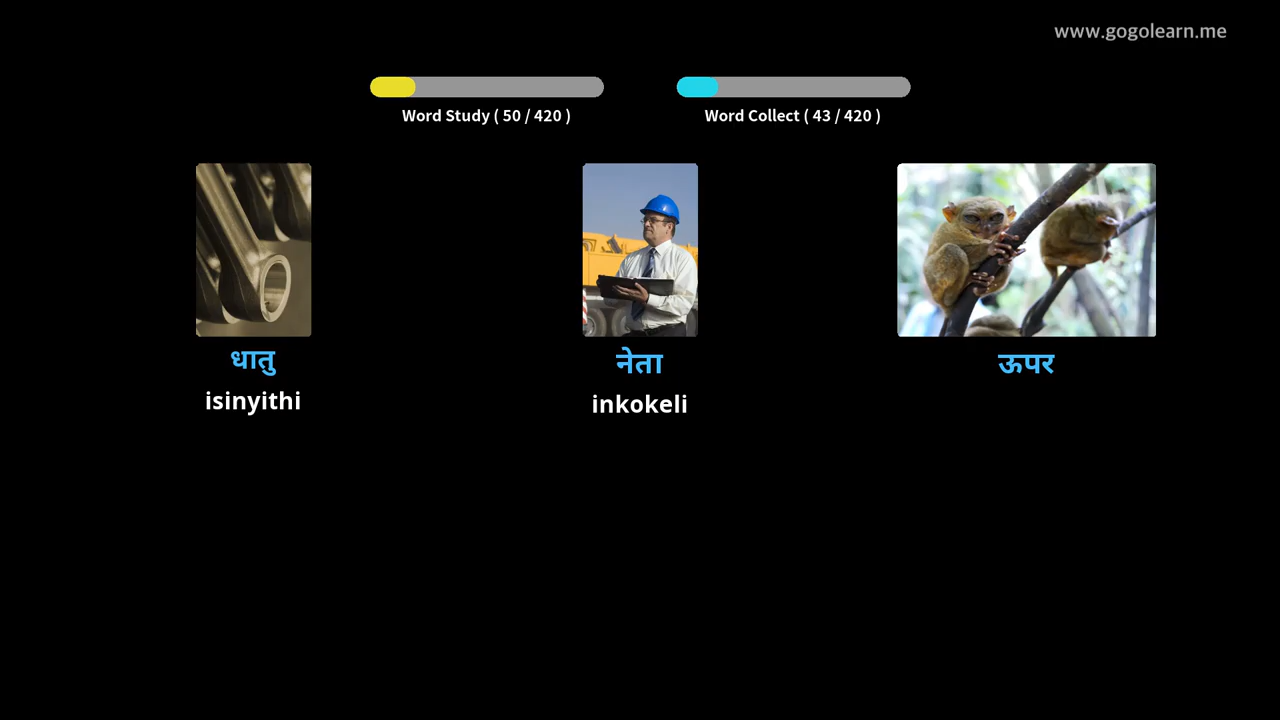 www.gogolearn.me
Word Study ( 50 / 420 )
Word Collect ( 43 / 420 )
धातु
isinyithi
नेता
inkokeli
ऊपर